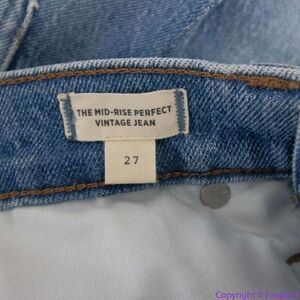 THE MID-RISE PERFECT
VINTAGE JEAN
27